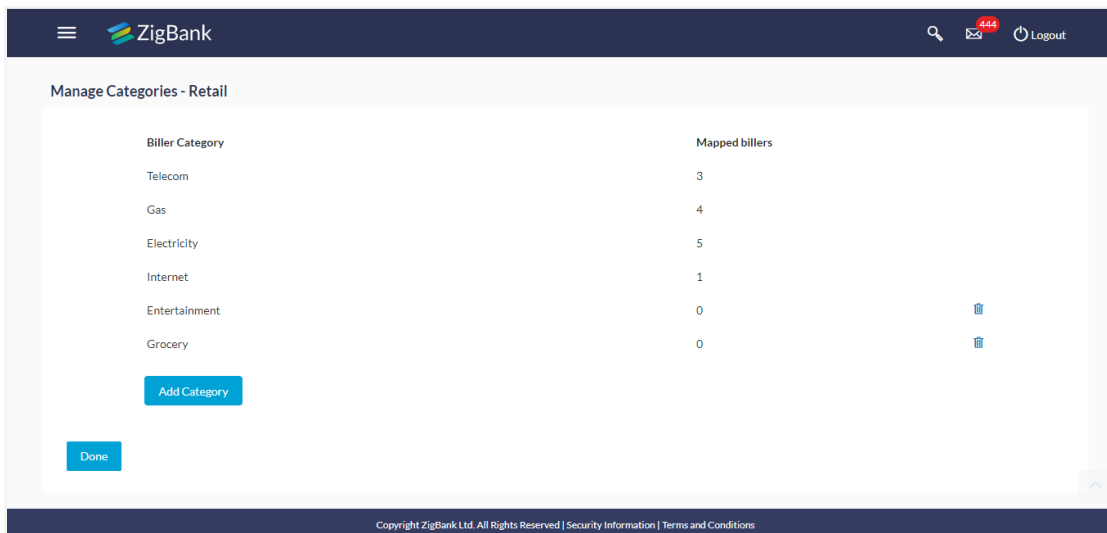 ZigBank 444 Logout
Manage Categories - Retail
Biller Category Mapped billers
Telecom 3
Gas 4
Electricity 5
Internet 1
Entertainment 0
Grocery 0
Add Category
Done
Copyright ZigBank Ltd. All Rights Reserved | Security Information | Terms and Conditions